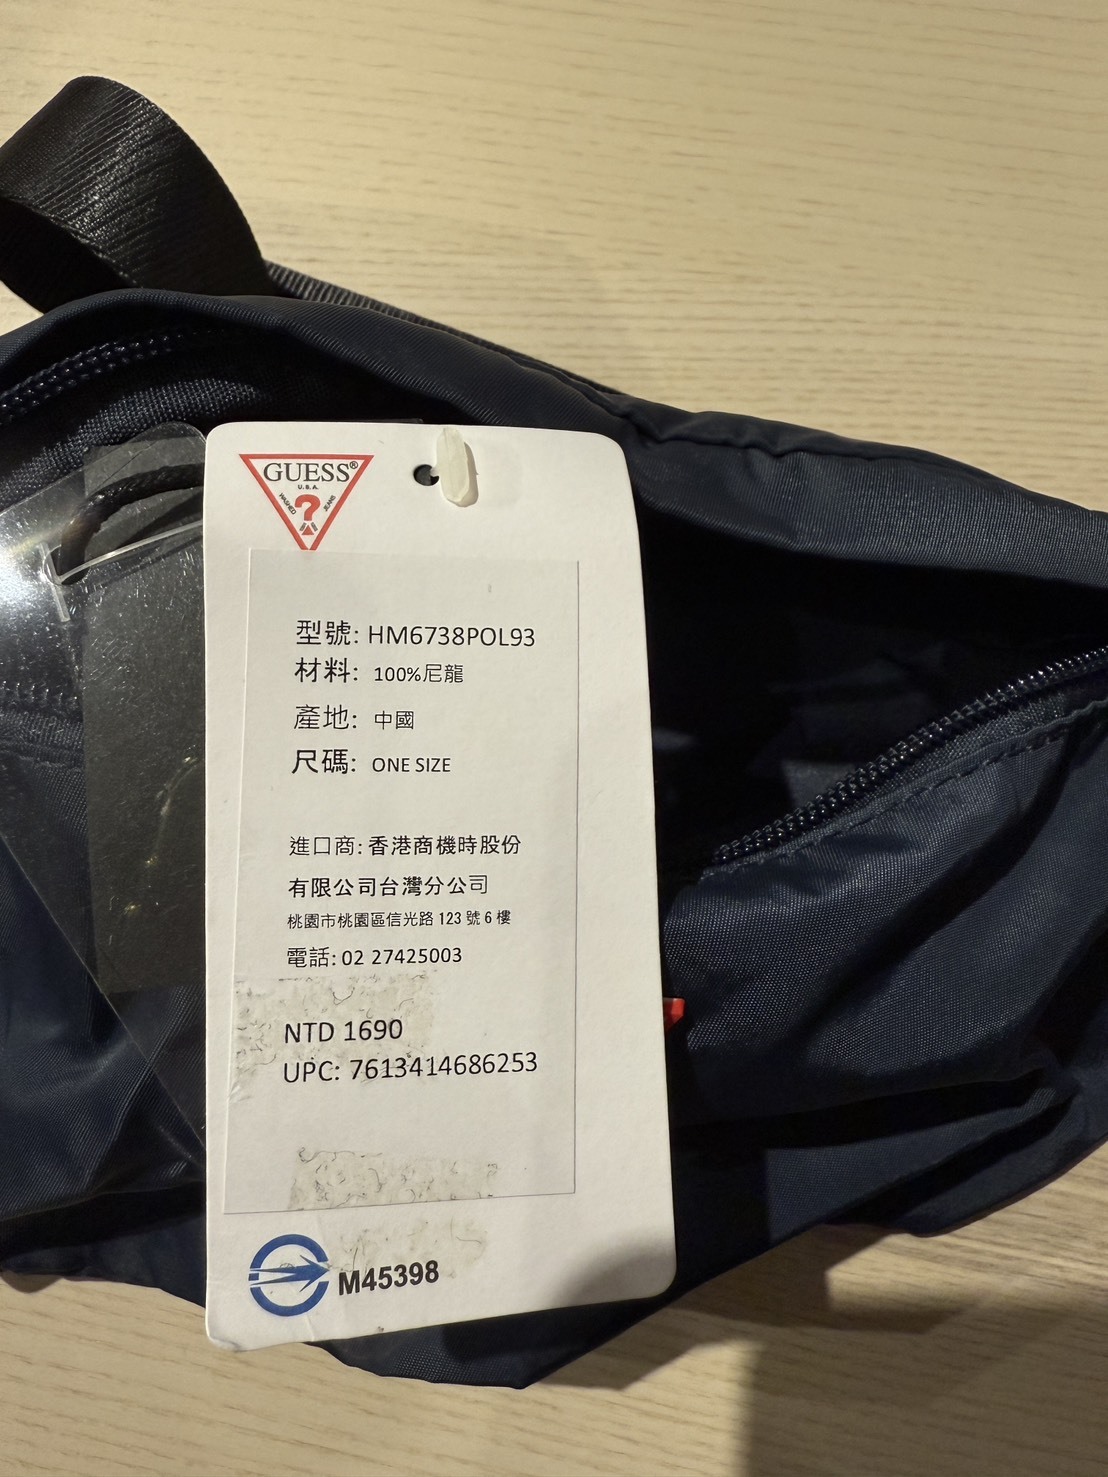 GUESS®
U.S.A.
WASHED ? JEANS
型號: HM6738POL93
材料: 100%尼龍
產地: 中國
尺碼: ONE SIZE
進口商: 香港商機時股份
有限公司台灣分公司
桃園市桃園區信光路 123 號 6 樓
電話: 02 27425003
NTD 1690
UPC: 7613414686253
M45398